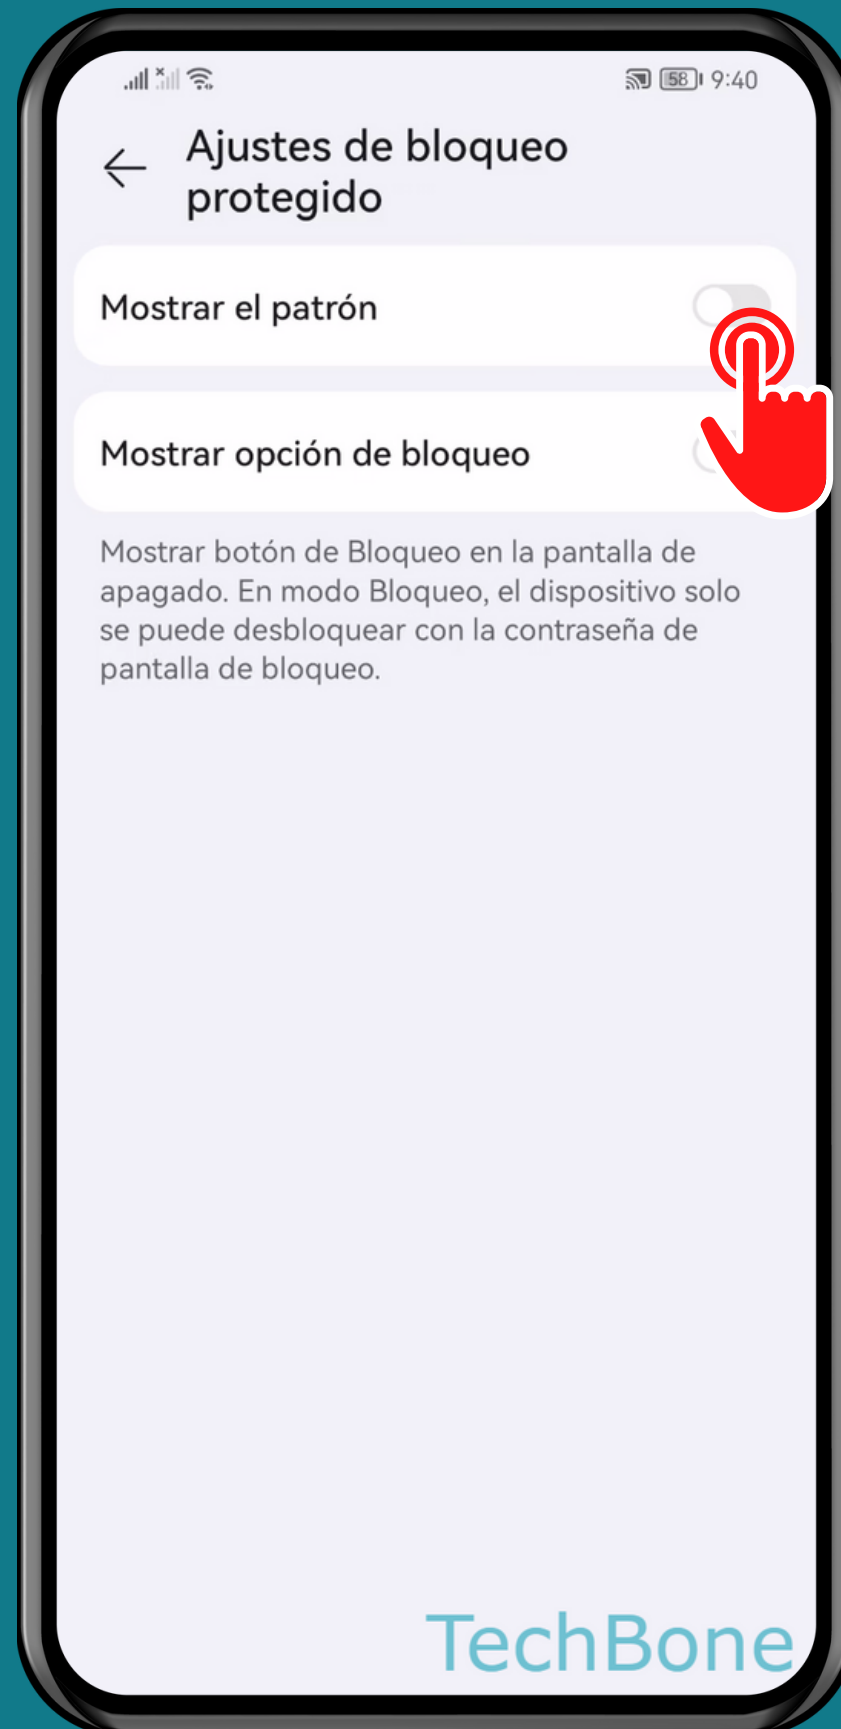 58 9:40
Ajustes de bloqueo
protegido
Mostrar el patrón
Mostrar opción de bloqueo
Mostrar botón de Bloqueo en la pantalla de
apagado. En modo Bloqueo, el dispositivo solo
se puede desbloquear con la contraseña de
pantalla de bloqueo.
TechBone